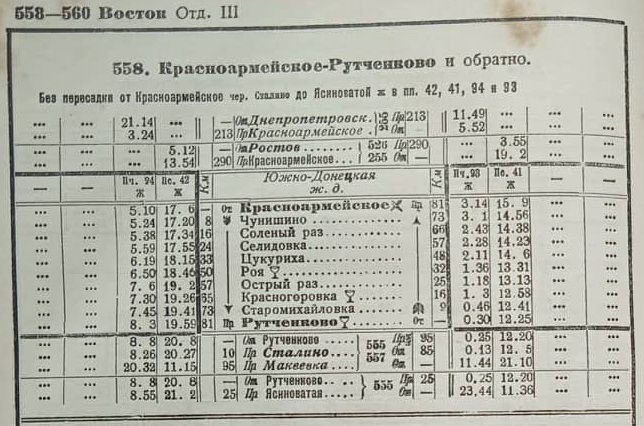 558—560 Восток Отд. III
558. Красноармейское-Рутченково и обратно.
Без пересадки от Красноармейское чер. Сталино до Ясиноватой ж в пп. 42, 41, 94 и 93
... ... 21.14 ... — От Днепропетровск. Пр 213 11.49 ... ... ...
... ... 3.24 ... 213 Пр Красноармейское. От — 5.52 ... ... ...
... ... ... 5.12 — От Ростов 526 Пр 290 ... 3.55 ... ...
... ... ... 13.54 290 Пр Красноармейское... 255 От — ... 19. 2 ... ...
— — Пч. 94 ж Пс. 42 ж Км Южно-Донецкая ж. д. Км Пч. 93 ж Пс. 41 ж — —
... ... 5.10 17. 6 — От Красноармейское Пр 81 3.14 15. 9 ... ...
... ... 5.24 17.20 8 Чунишино 73 3. 1 14.56 ... ...
... ... 5.38 17.34 16 Соленый раз 66 2.43 14.38 ... ...
... ... 5.59 17.55 24 Селидовка 57 2.28 14.23 ... ...
... ... 6.19 18.15 33 Цукуриха 48 2.11 14. 6 ... ...
... ... 6.50 18.46 50 Роя 32 1.36 13.31 ... ...
... ... 7. 6 19. 2 57 Острый раз 25 1.18 13.13 ... ...
... ... 7.30 19.26 65 Красногоровка 16 1. 3 12.58 ... ...
... ... 7.45 19.41 73 Старомихайловка 9 0.46 12.41 ... ...
... ... 8. 3 19.59 81 Пр Рутченково От — 0.30 12.25 ... ...
... ... 8. 8 20. 8 — От Рутченково 555 Пр 95 0.25 12.20 ... ...
... ... 8.26 20.27 10 Пр Сталино 557 От 85 0.13 12. 5 ... ...
... ... 20.32 11.15 95 Пр Макеевка От — 11.44 21.10 ... ...
... ... 8. 8 20. 8 — От Рутченково 555 Пр 25 0.25 12.20 ... ...
... ... 8.55 21. 2 25 Пр Ясиноватая От — 23.44 11.36 ... ...